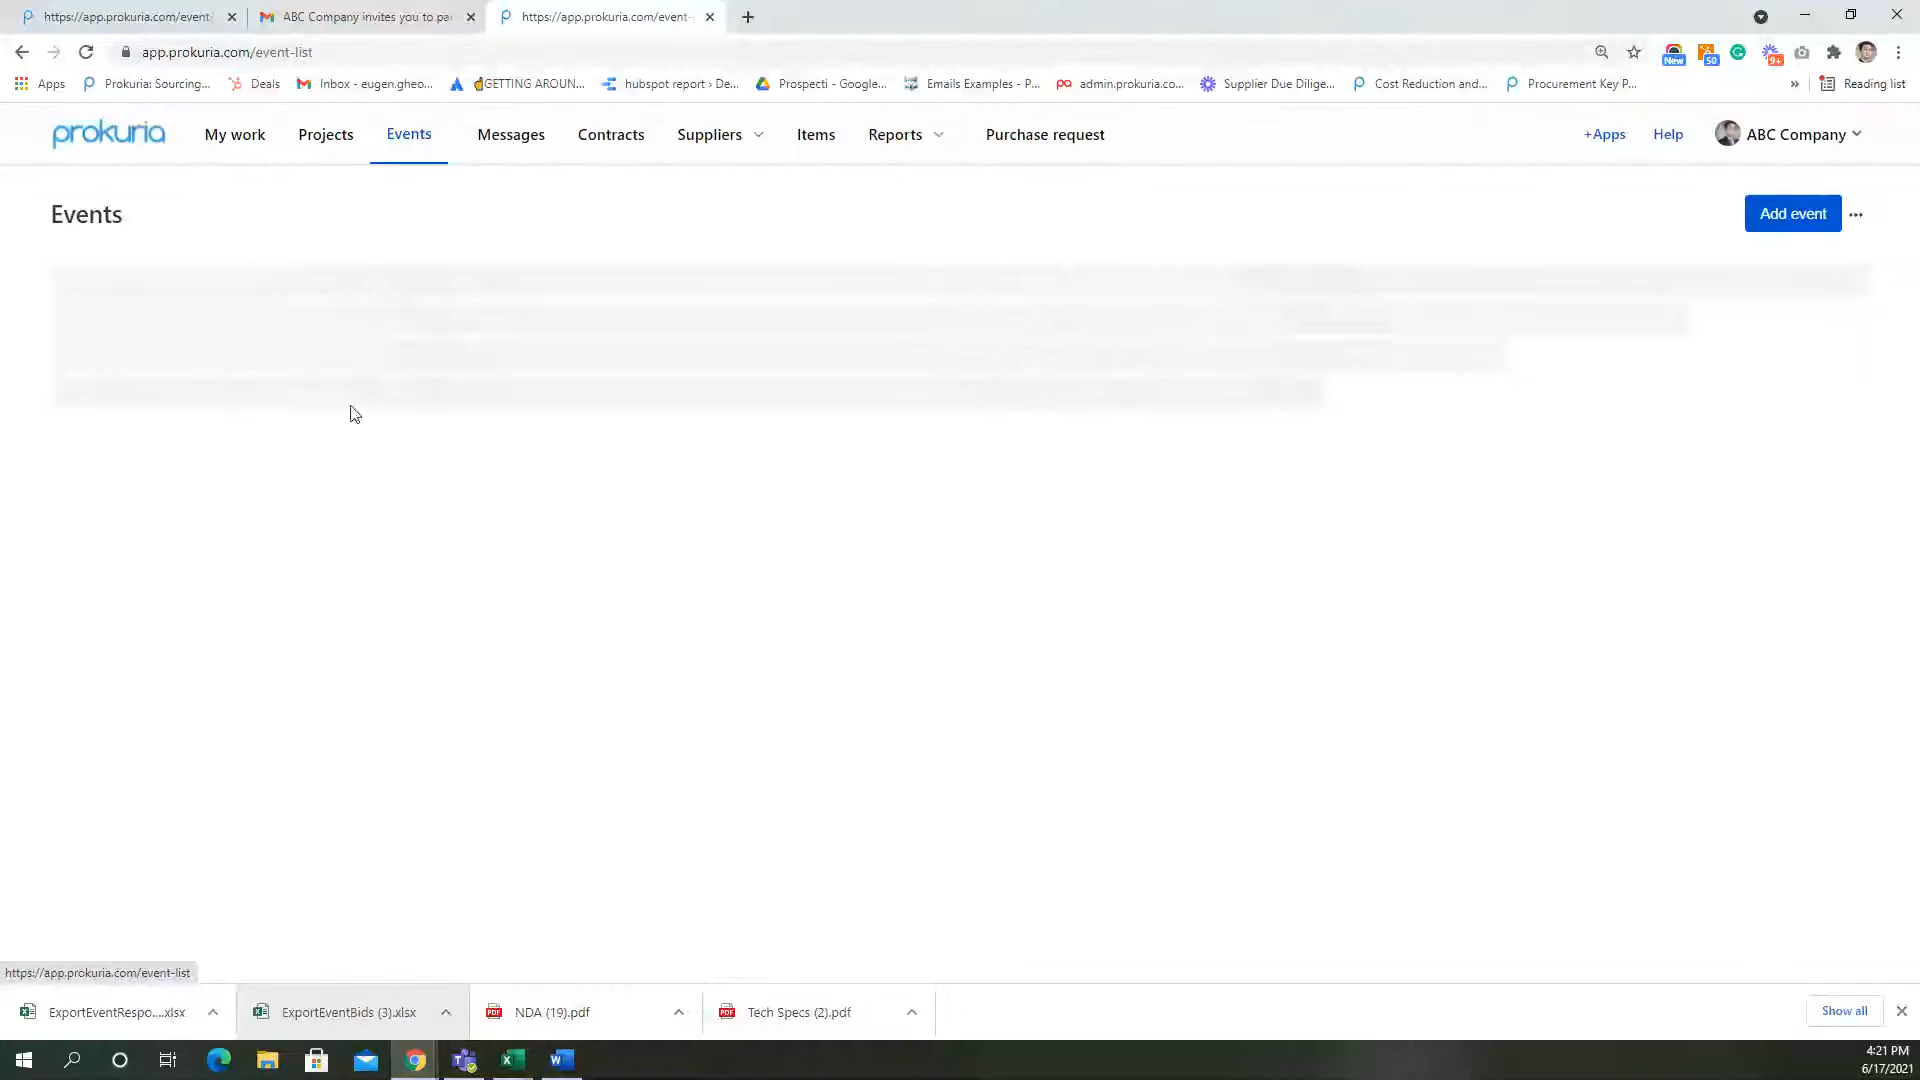 https://app.prokuria.com/event-
ABC Company invites you to pa
https://app.prokuria.com/event-
app.prokuria.com/event-list
New
50
9+
Apps
Prokuria: Sourcing...
Deals
Inbox - eugen.gheo...
GETTING AROUN...
hubspot report › De...
Prospecti - Google...
Emails Examples - P...
admin.prokuria.co...
Supplier Due Dilige...
Cost Reduction and...
Procurement Key P...
»
Reading list
prokuria
My work
Projects
Events
Messages
Contracts
Suppliers
Items
Reports
Purchase request
+Apps
Help
ABC Company
Events
Add event
https://app.prokuria.com/event-list
ExportEventRespo....xlsx
ExportEventBids (3).xlsx
NDA (19).pdf
Tech Specs (2).pdf
Show all
4:21 PM
6/17/2021